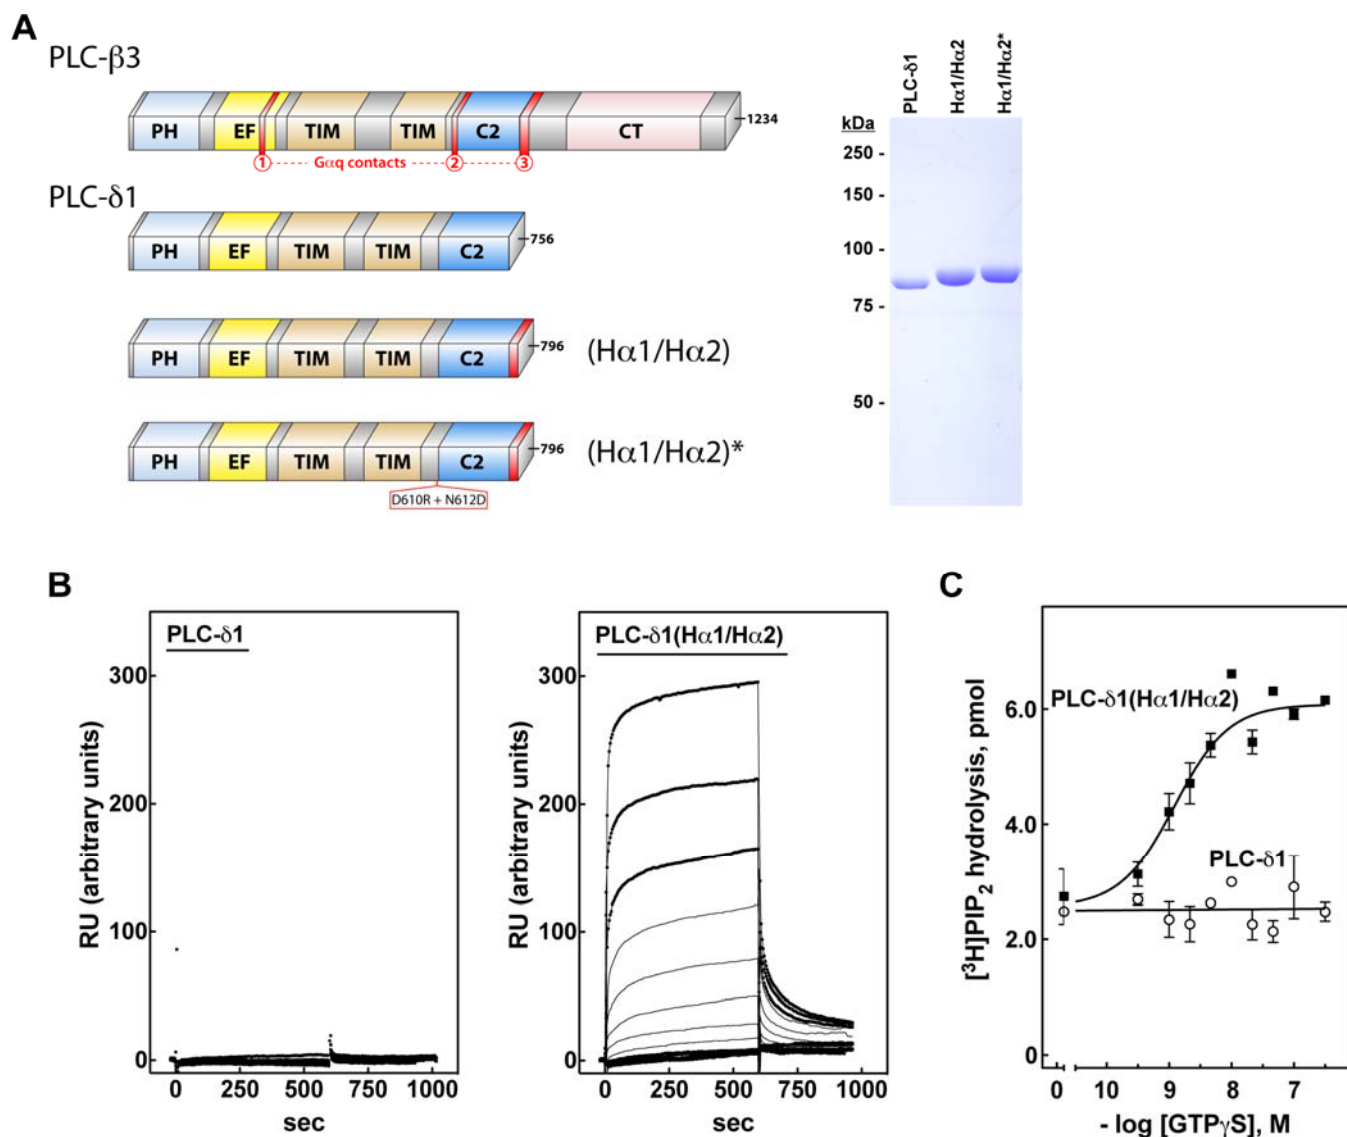 A
PLC-β3
PH EF TIM TIM C2 CT 1234
1 Gαq contacts 2 3
PLC-δ1
PH EF TIM TIM C2 756
PH EF TIM TIM C2 796 (Hα1/Hα2)
PH EF TIM TIM C2 796 (Hα1/Hα2)*
D610R + N612D
PLC-δ1
Hα1/Hα2
Hα1/Hα2*
kDa
250 -
150 -
100 -
75 -
50 -
B
PLC-δ1
RU (arbitrary units)
300
200
100
0
0 250 500 750 1000
sec
PLC-δ1(Hα1/Hα2)
RU (arbitrary units)
300
200
100
0
0 250 500 750 1000
sec
C
[³H]PIP₂ hydrolysis, pmol
PLC-δ1(Hα1/Hα2)
PLC-δ1
6.0
4.0
2.0
0
0 10 9 8 7
- log [GTPγS], M